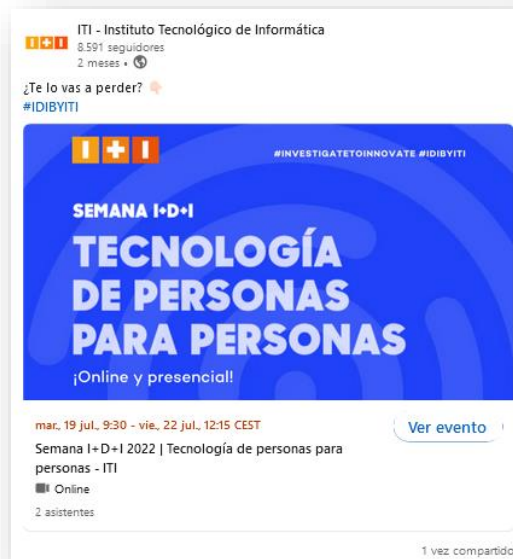 ITI - Instituto Tecnológico de Informática
8.591 seguidores
2 meses •
¿Te lo vas a perder?
#IDIBYITI
I+I
#INVESTIGATETOINNOVATE #IDIBYITI
SEMANA I+D+I
TECNOLOGÍA
DE PERSONAS
PARA PERSONAS
¡Online y presencial!
mar., 19 jul., 9:30 - vie., 22 jul., 12:15 CEST
Ver evento
Semana I+D+I 2022 | Tecnología de personas para
personas - ITI
Online
2 asistentes
1 vez compartido